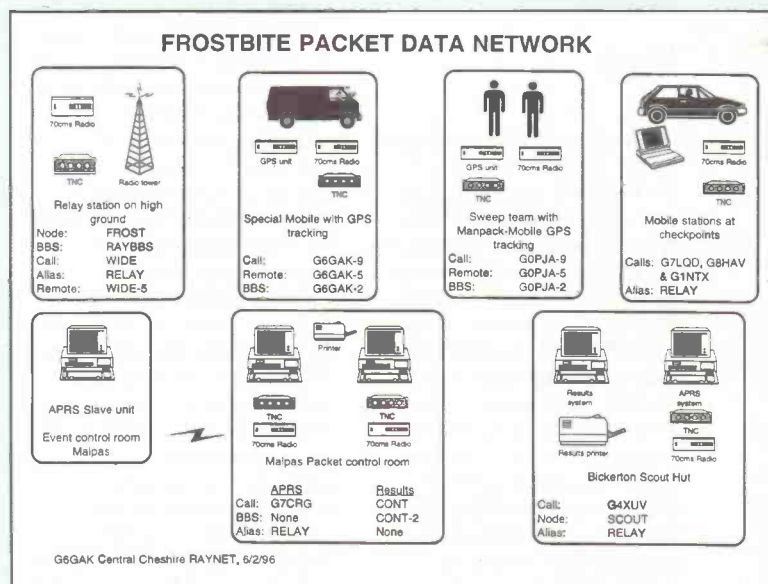 FROSTBITE PACKET DATA NETWORK
70cms Radio
TNC
Radio tower
Relay station on high
ground
Node: FROST
BBS: RAYBBS
Call: WIDE
Alias: RELAY
Remote: WIDE-5
GPS unit
70cms Radio
TNC
Special Mobile with GPS
tracking
Call: G6GAK-9
Remote: G6GAK-5
BBS: G6GAK-2
GPS unit
70cms Radio
TNC
Sweep team with
Manpack-Mobile GPS
tracking
Call: G0PJA-9
Remote: G0PJA-5
BBS: G0PJA-2
70cms Radio
TNC
Mobile stations at
checkpoints
Calls: G7LQD, G8HAV
& G1NTX
Alias: RELAY
APRS Slave unit
Event control room
Malpas
Printer
TNC
70cms Radio
TNC
70cms Radio
Malpas Packet control room
APRS Results
Call: G7CRG CONT
BBS: None CONT-2
Alias: RELAY None
Results
system
Results printer
APRS
system
TNC
70cms Radio
Bickerton Scout Hut
Call: G4XUV
Node: SCOUT
Alias: RELAY
G6GAK Central Cheshire RAYNET, 6/2/96